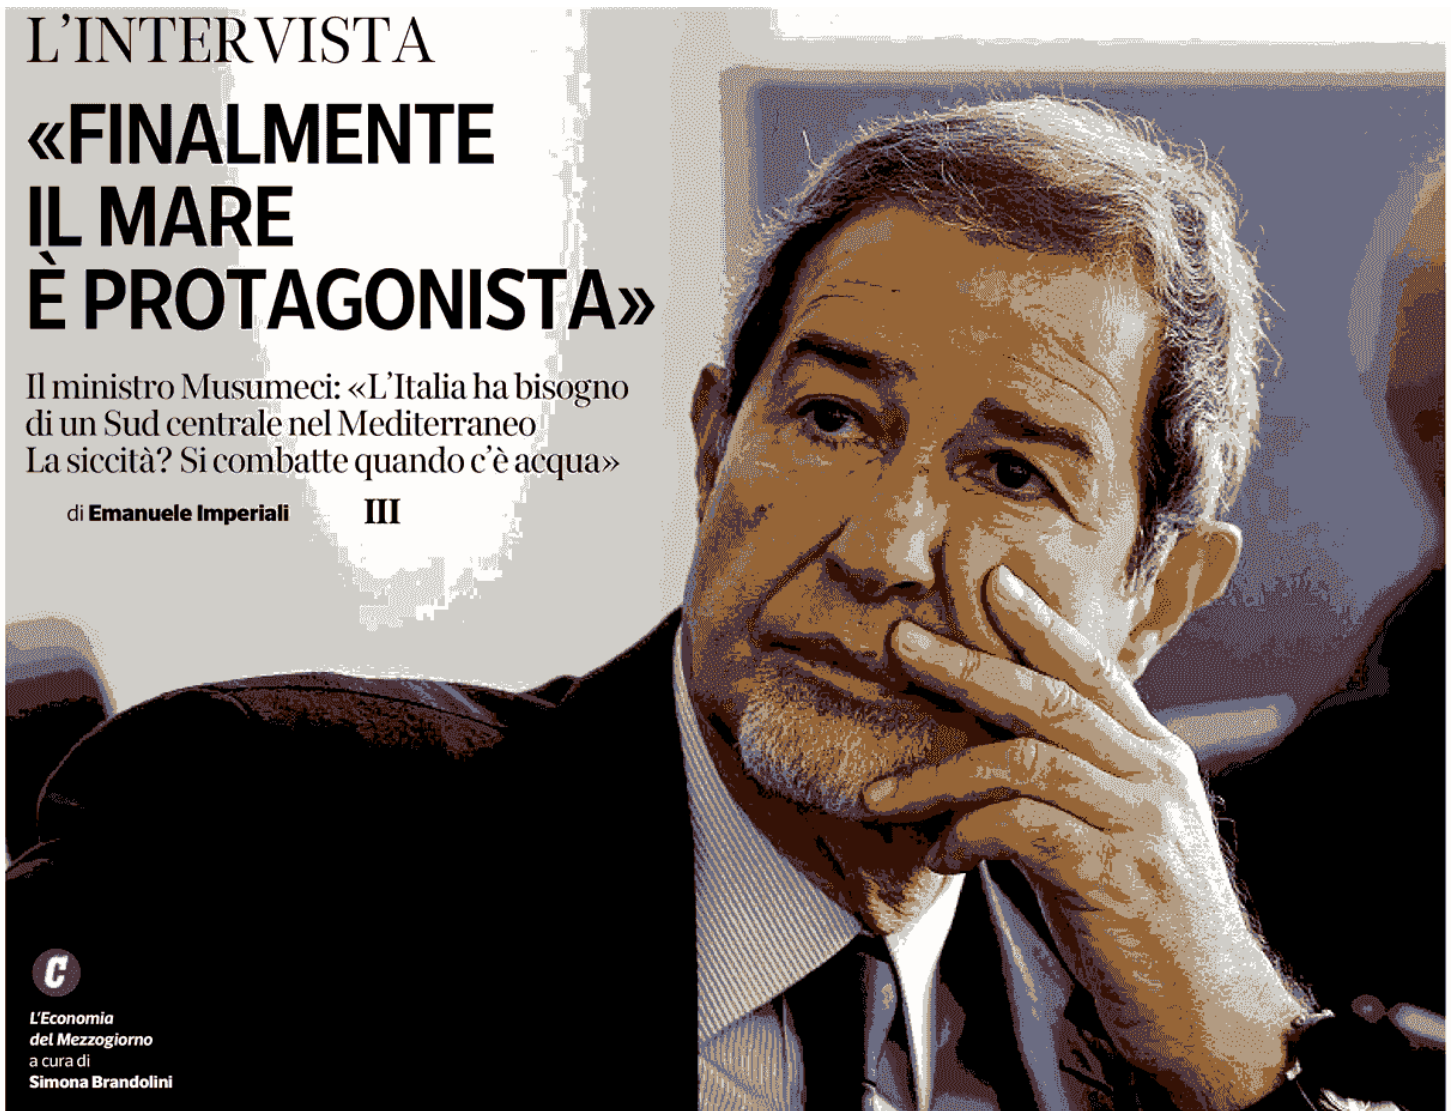 L'INTERVISTA
«FINALMENTE
IL MARE
È PROTAGONISTA»
Il ministro Musumeci: «L'Italia ha bisogno
di un Sud centrale nel Mediterraneo
La siccità? Si combatte quando c'è acqua»
di Emanuele Imperiali III
C
L'Economia
del Mezzogiorno
a cura di
Simona Brandolini